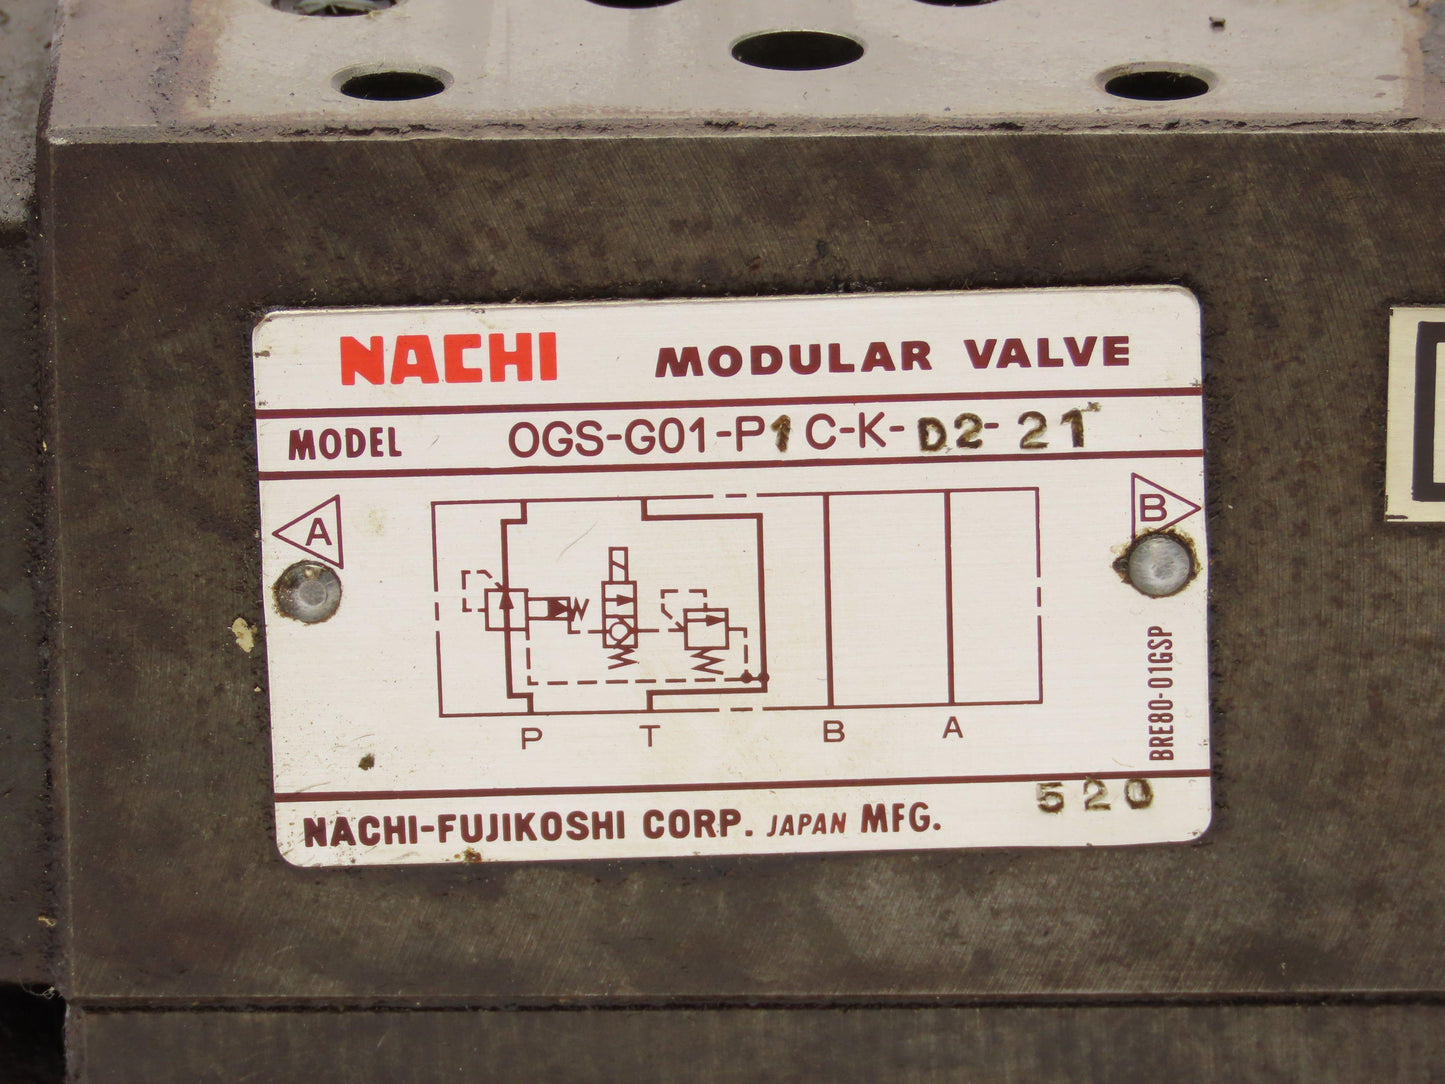 NACHI MODULAR VALVE
MODEL OGS-G01-P1C-K-D2-21
A B
P T B A
BRE80-01GSP
520
NACHI-FUJIKOSHI CORP. JAPAN MFG.